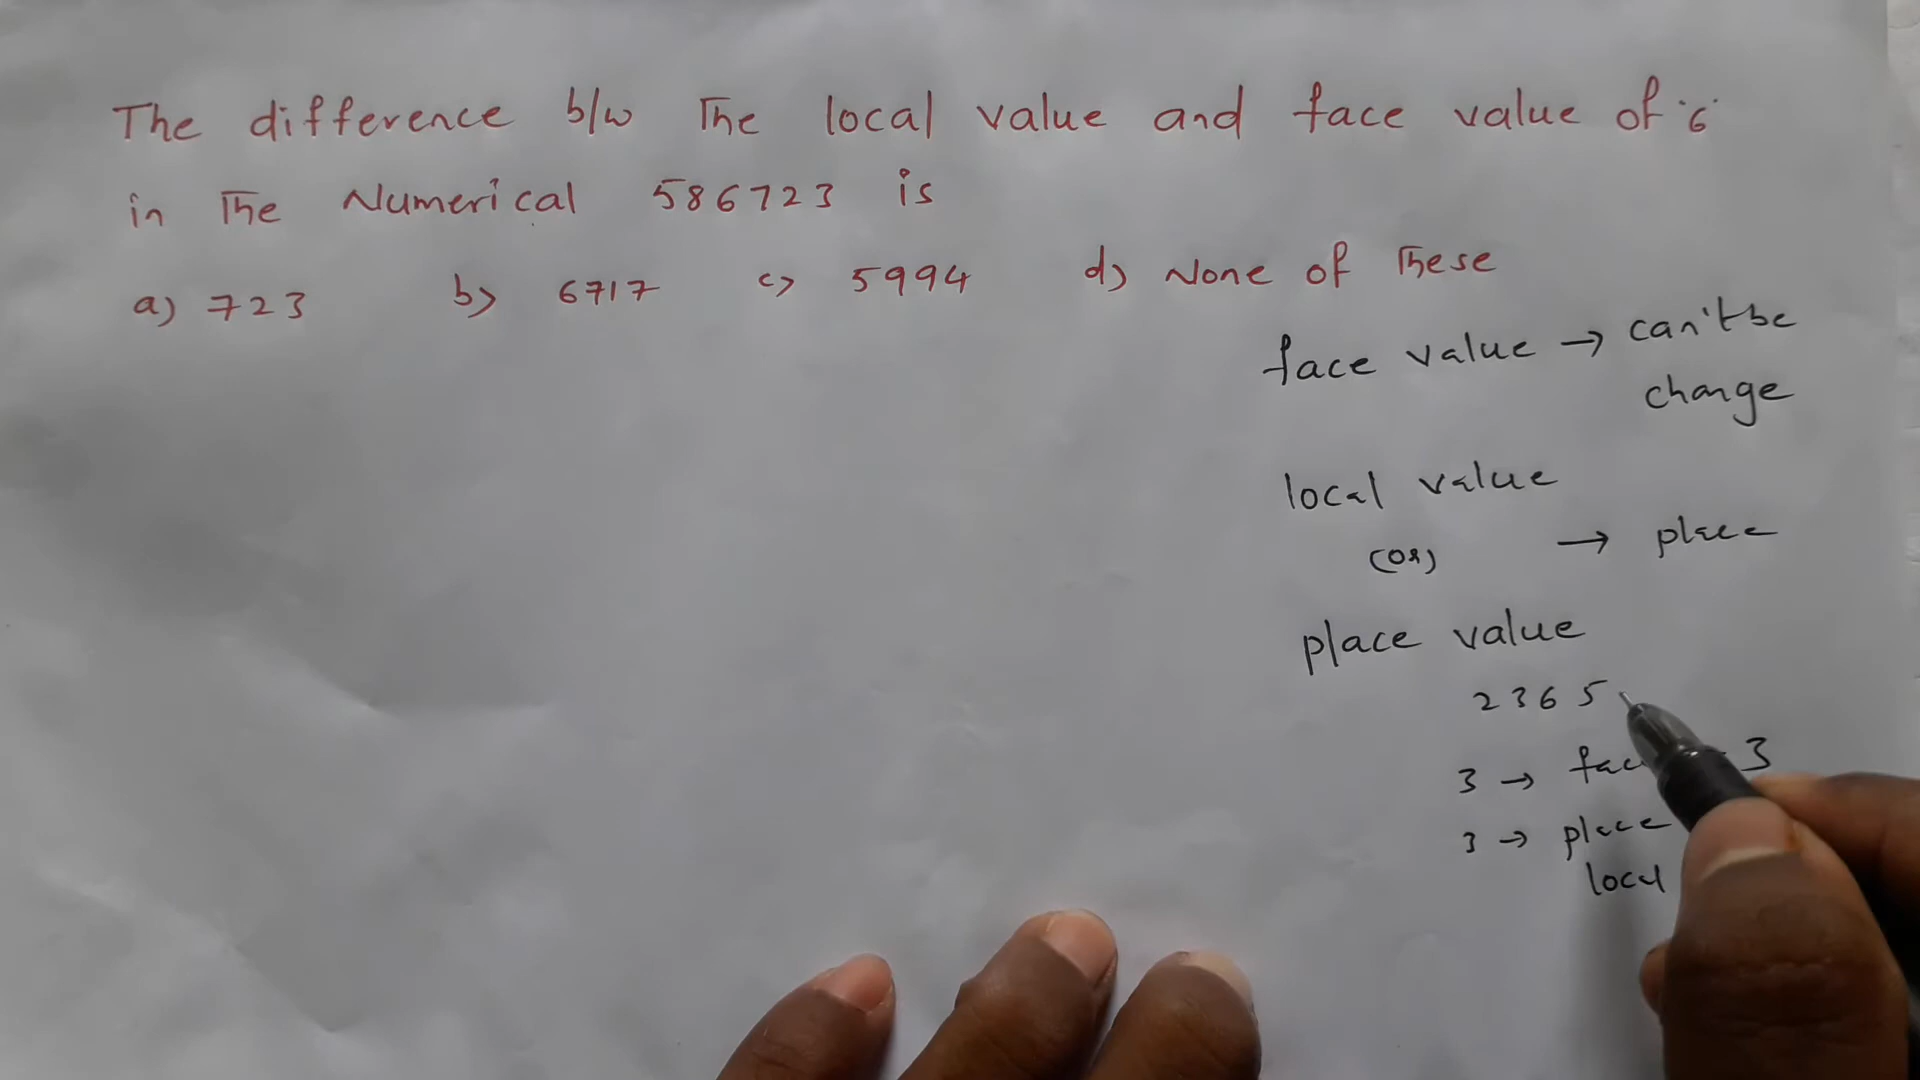 The difference b/w The local value and face value of '6'
in The Numerical 586723 is
a) 723 b) 6717 c) 5994 d) None of These
face value → can't be
change
local value
(or) → place
place value
2365
3 → 3
3 → place
local